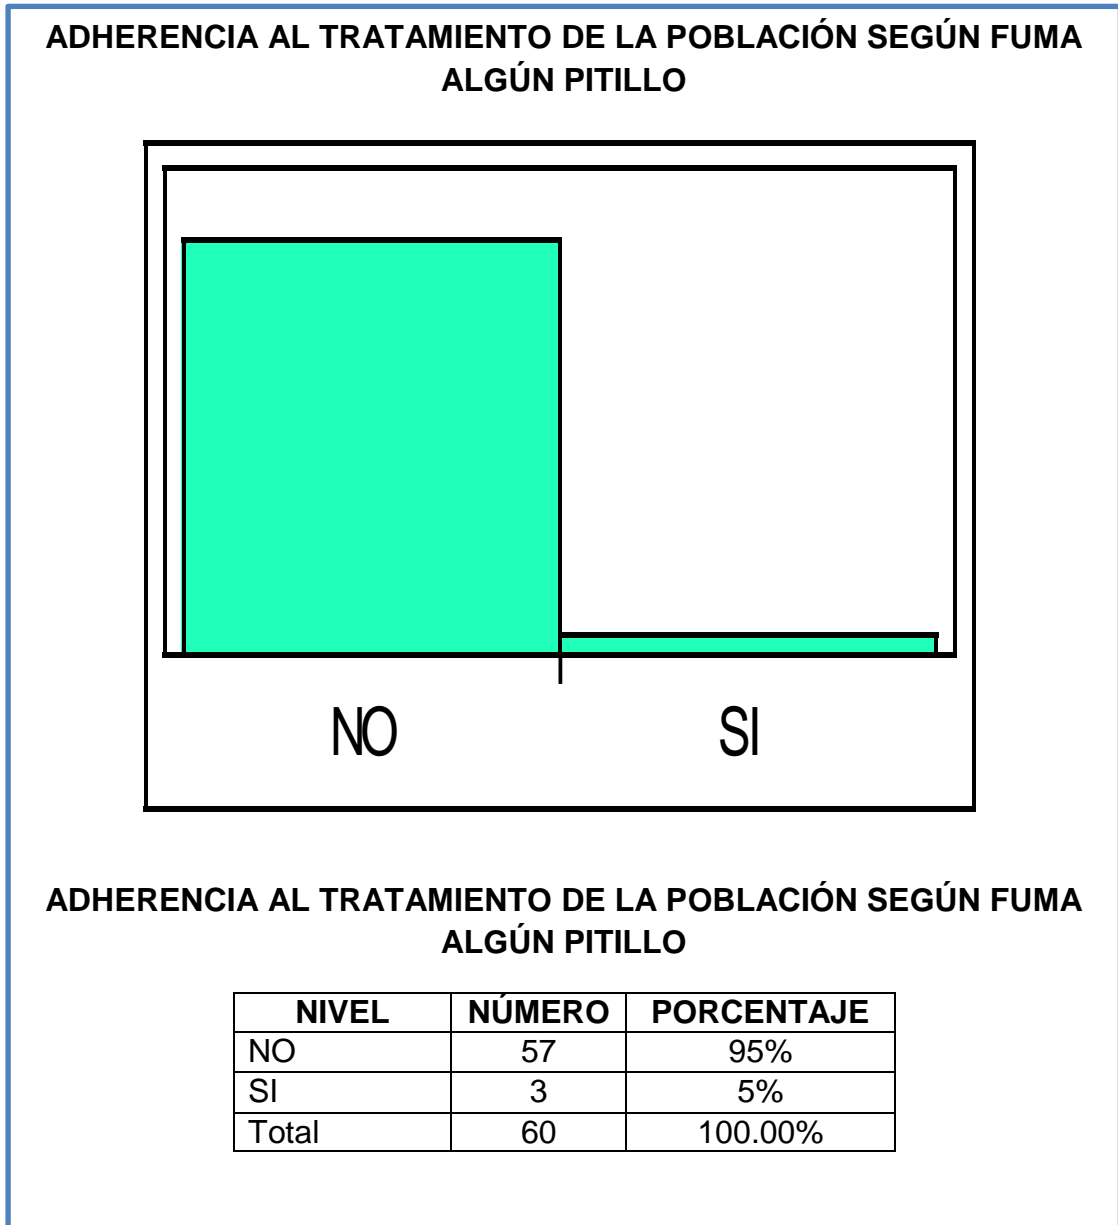 ADHERENCIA AL TRATAMIENTO DE LA POBLACIÓN SEGÚN FUMA
ALGÚN PITILLO
NO SI
ADHERENCIA AL TRATAMIENTO DE LA POBLACIÓN SEGÚN FUMA
ALGÚN PITILLO
NIVEL NÚMERO PORCENTAJE
NO 57 95%
SI 3 5%
Total 60 100.00%